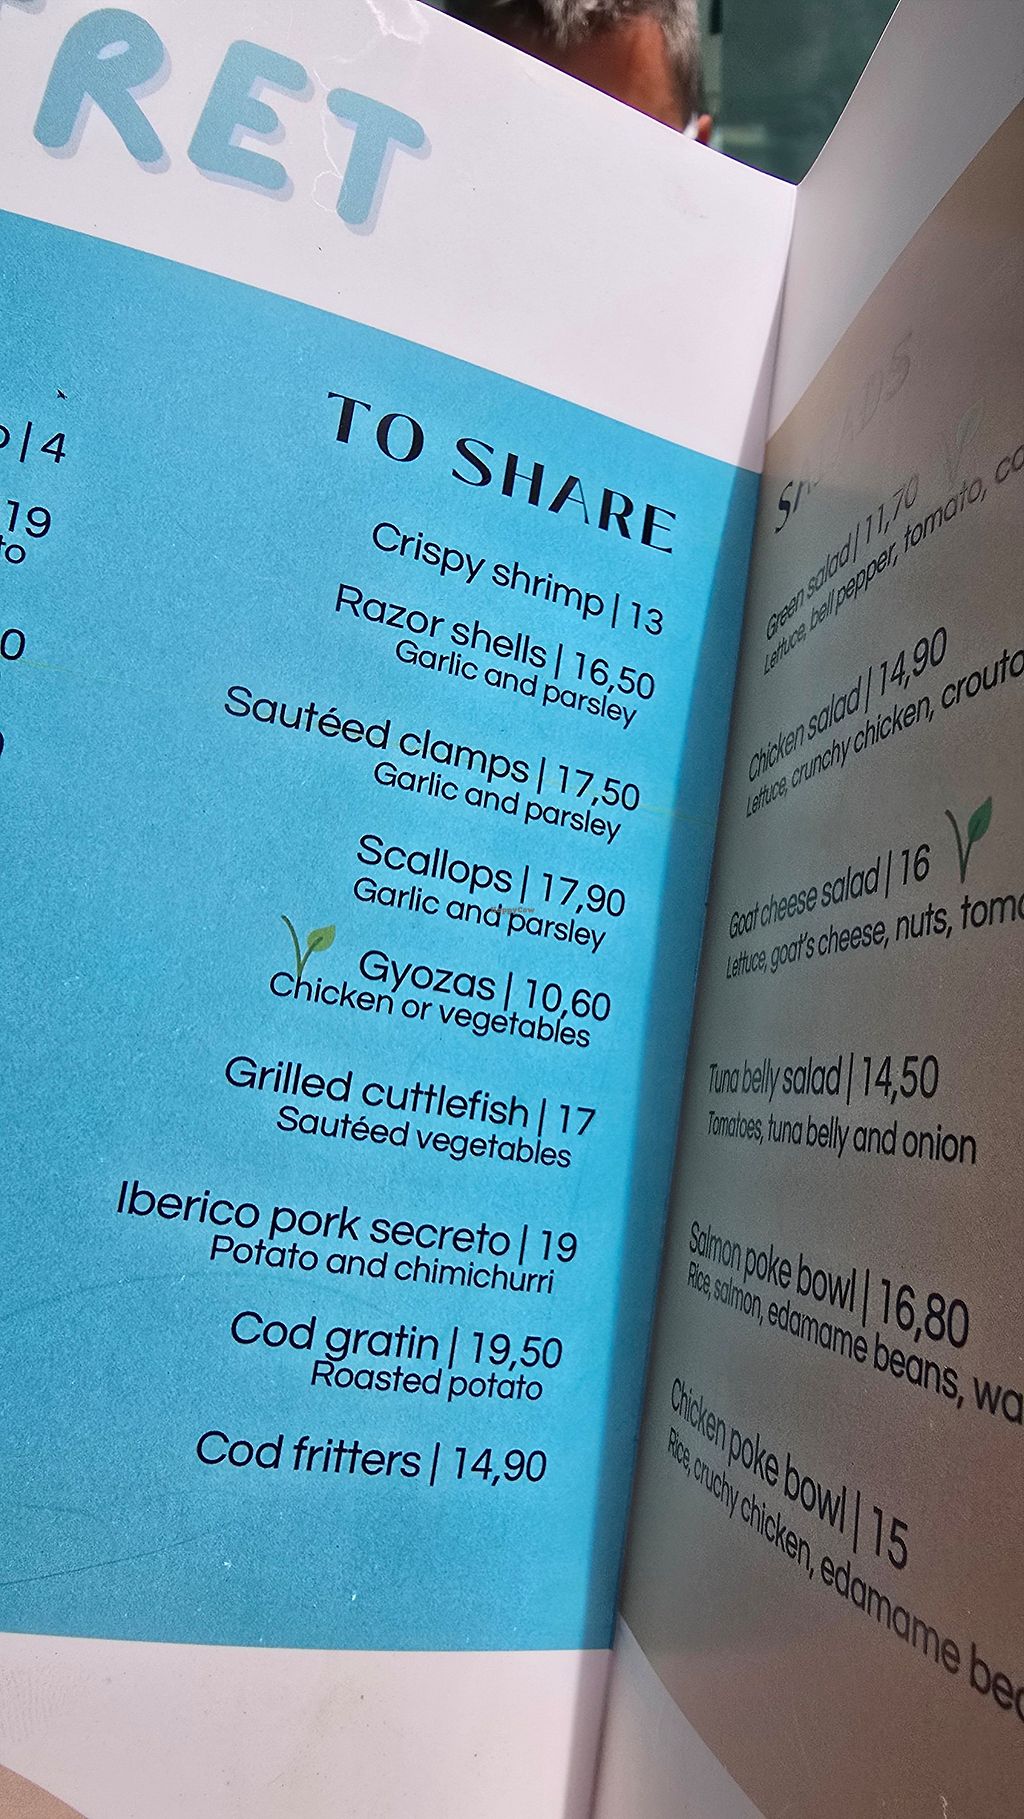 RET
| 4
19
TO SHARE
Crispy shrimp | 13
Razor shells | 16,50
Garlic and parsley
Sautéed clamps | 17,50
Garlic and parsley
Scallops | 17,90
Garlic and parsley
HappyCow
Gyozas | 10,60
Chicken or vegetables
Grilled cuttlefish | 17
Sautéed vegetables
Iberico pork secreto | 19
Potato and chimichurri
Cod gratin | 19,50
Roasted potato
Cod fritters | 14,90
SALADS
Green salad | 11,70
Lettuce, bell pepper, tomato,
Chicken salad | 14,90
Lettuce, crunchy chicken,
Goat cheese salad | 16
Lettuce, goat's cheese, nuts,
Tuna belly salad | 14,50
Tomatoes, tuna belly and onion
Salmon poke bowl | 16,80
Rice, salmon, edamame beans,
Chicken poke bowl | 15
Rice, cruchy chicken, edamame